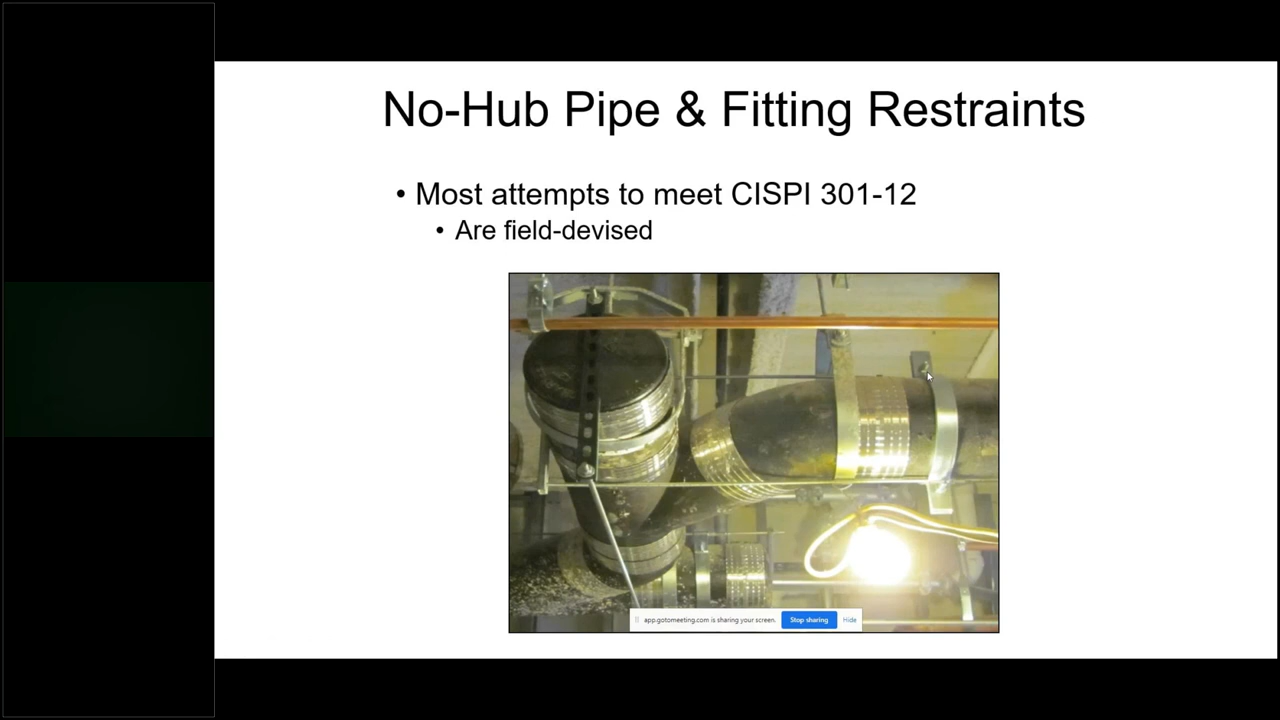 No-Hub Pipe & Fitting Restraints
• Most attempts to meet CISPI 301-12
• Are field-devised
app.gotomeeting.com is sharing your screen.
Stop sharing
Hide